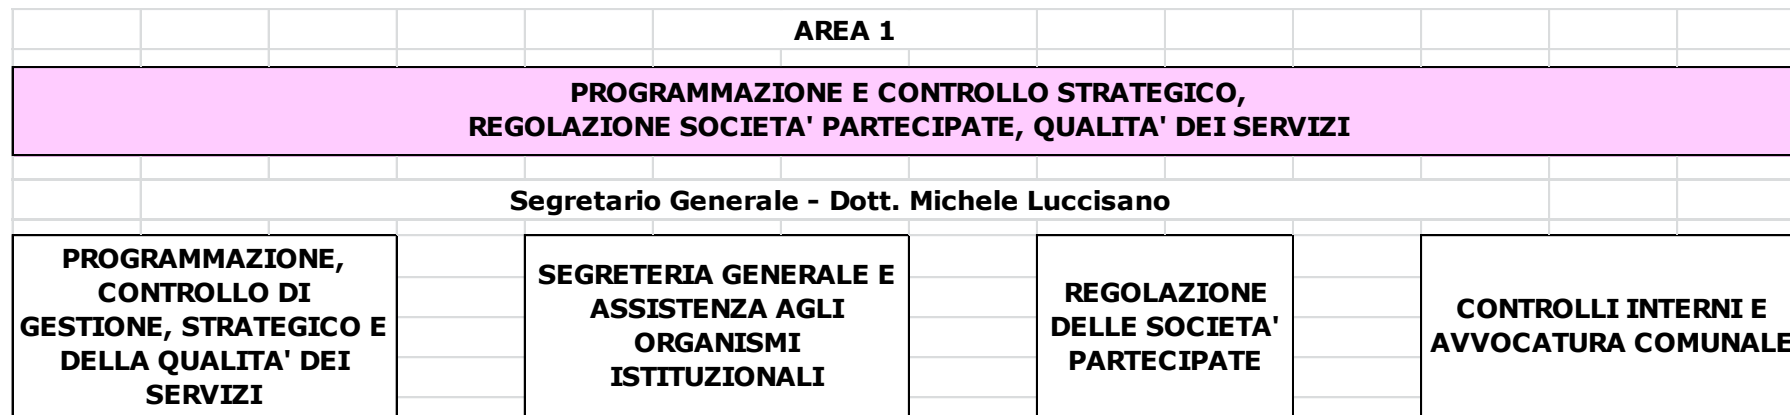 AREA 1
PROGRAMMAZIONE E CONTROLLO STRATEGICO,
REGOLAZIONE SOCIETA' PARTECIPATE, QUALITA' DEI SERVIZI
Segretario Generale - Dott. Michele Luccisano
PROGRAMMAZIONE,
CONTROLLO DI
GESTIONE, STRATEGICO E
DELLA QUALITA' DEI
SERVIZI
SEGRETERIA GENERALE E
ASSISTENZA AGLI
ORGANISMI
ISTITUZIONALI
REGOLAZIONE
DELLE SOCIETA'
PARTECIPATE
CONTROLLI INTERNI E
AVVOCATURA COMUNALE